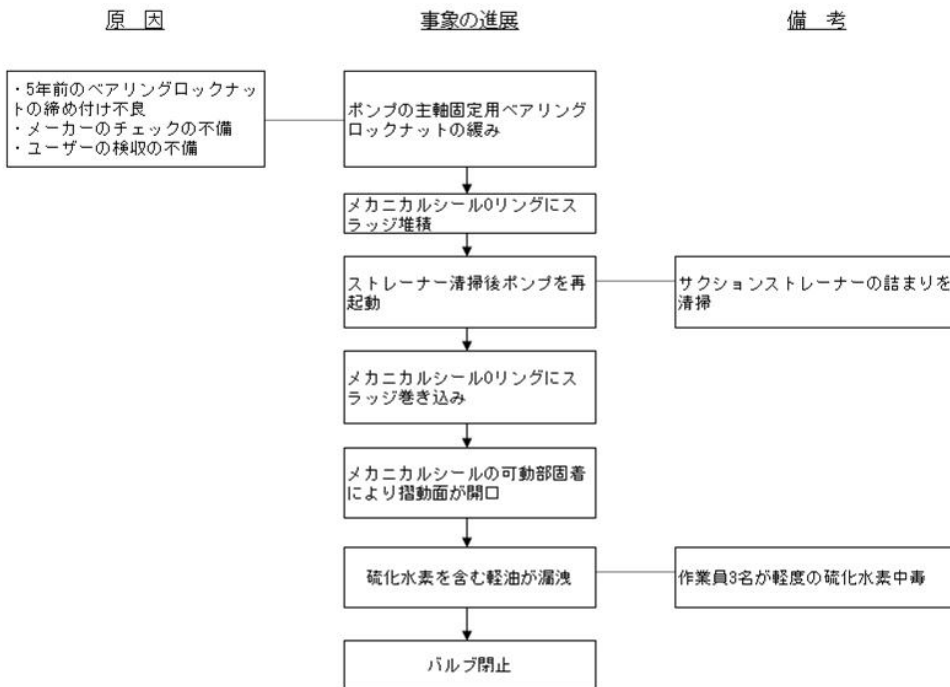 原　因
事象の進展
備　考
・5年前のベアリングロックナッ
トの締め付け不良
・メーカーのチェックの不備
・ユーザーの検収の不備
ポンプの主軸固定用ベアリング
ロックナットの緩み
メカニカルシールOリングにス
ラッジ堆積
ストレーナー清掃後ポンプを再
起動
サクションストレーナーの詰まりを
清掃
メカニカルシールOリングにス
ラッジ巻き込み
メカニカルシールの可動部固着
により摺動面が開口
硫化水素を含む軽油が漏洩
作業員3名が軽度の硫化水素中毒
バルブ閉止